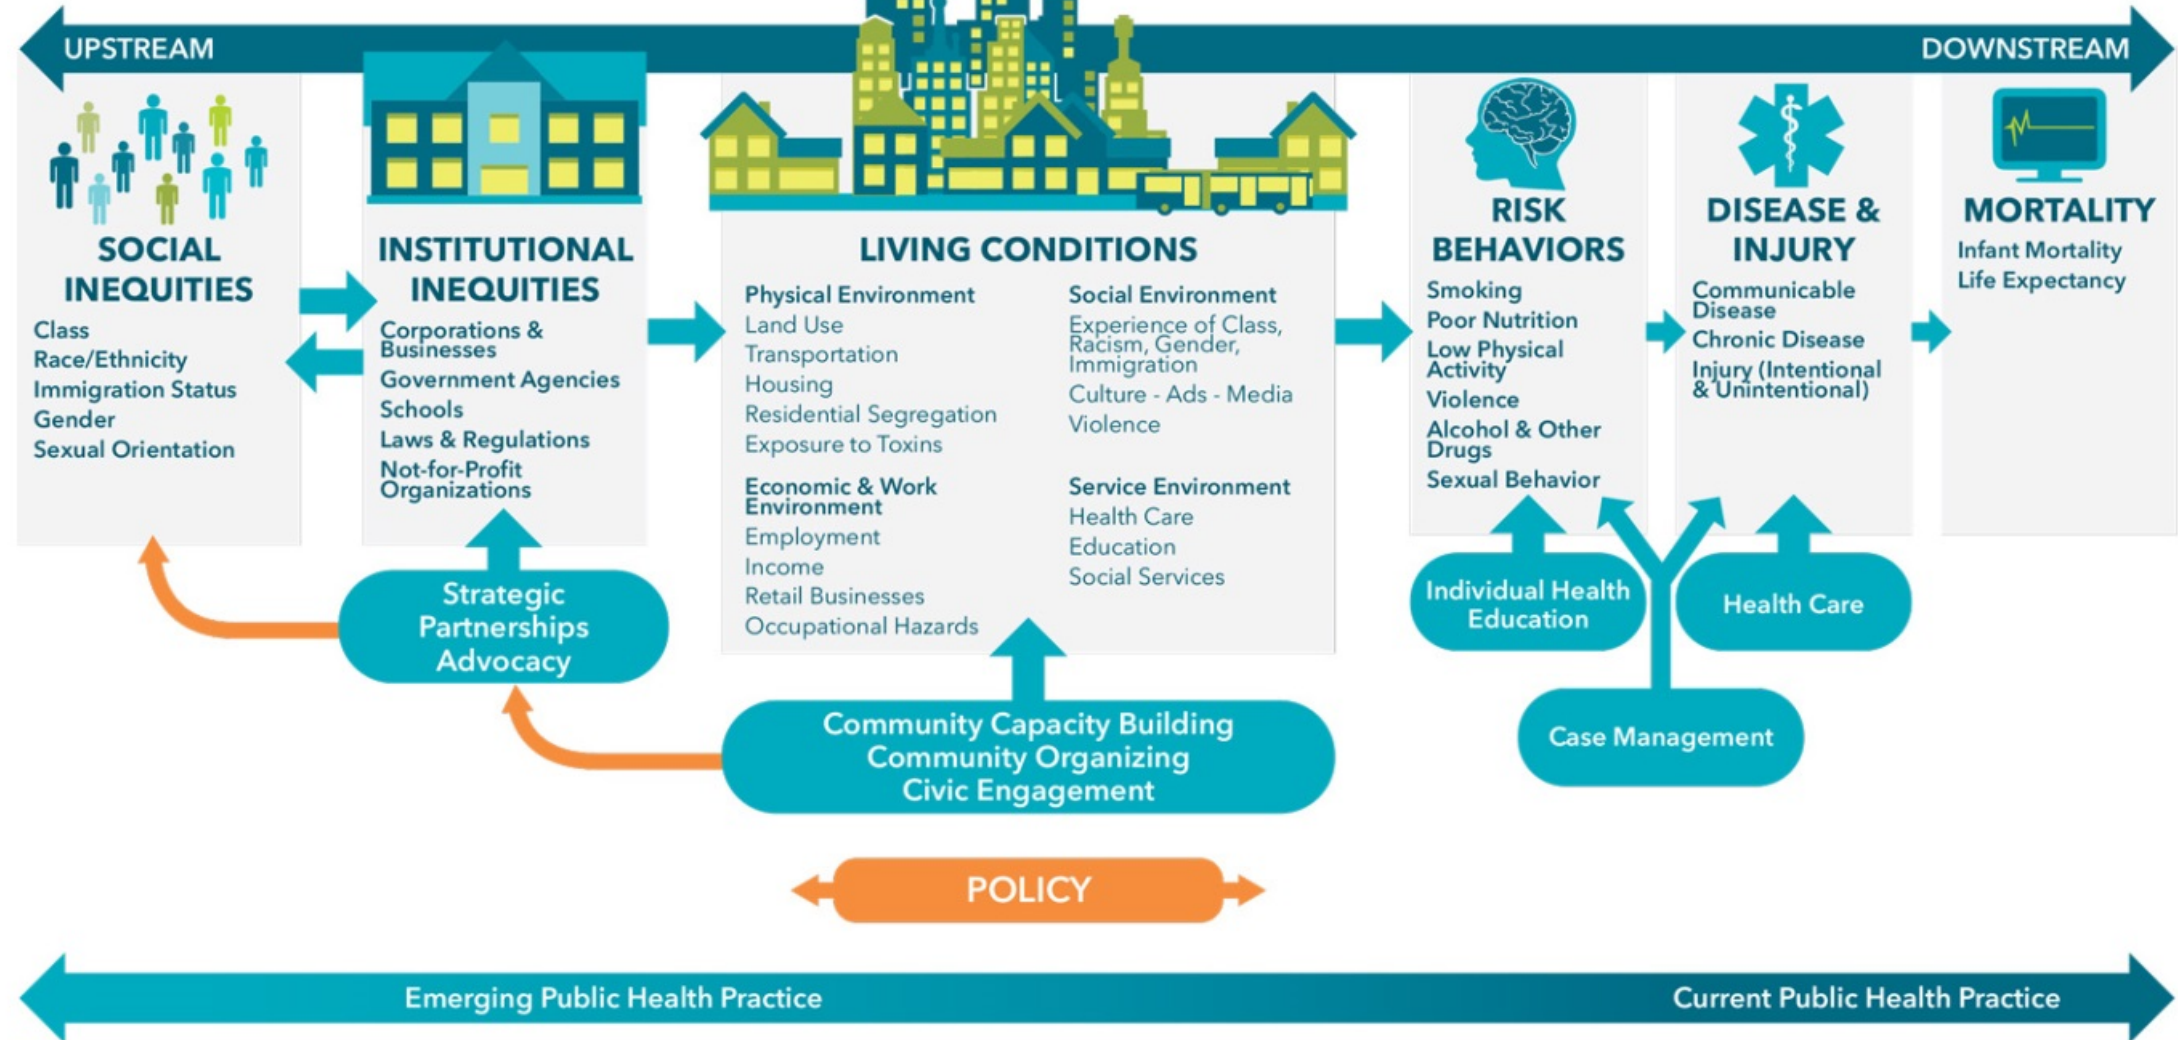 UPSTREAM
DOWNSTREAM
SOCIAL
INEQUITIES
Class
Race/Ethnicity
Immigration Status
Gender
Sexual Orientation
INSTITUTIONAL
INEQUITIES
Corporations &
Businesses
Government Agencies
Schools
Laws & Regulations
Not-for-Profit
Organizations
LIVING CONDITIONS
Physical Environment
Land Use
Transportation
Housing
Residential Segregation
Exposure to Toxins
Economic & Work
Environment
Employment
Income
Retail Businesses
Occupational Hazards
Social Environment
Experience of Class,
Racism, Gender,
Immigration
Culture - Ads - Media
Violence
Service Environment
Health Care
Education
Social Services
RISK
BEHAVIORS
Smoking
Poor Nutrition
Low Physical
Activity
Violence
Alcohol & Other
Drugs
Sexual Behavior
DISEASE &
INJURY
Communicable
Disease
Chronic Disease
Injury (Intentional
& Unintentional)
MORTALITY
Infant Mortality
Life Expectancy
Strategic
Partnerships
Advocacy
Community Capacity Building
Community Organizing
Civic Engagement
Individual Health
Education
Health Care
Case Management
POLICY
Emerging Public Health Practice
Current Public Health Practice